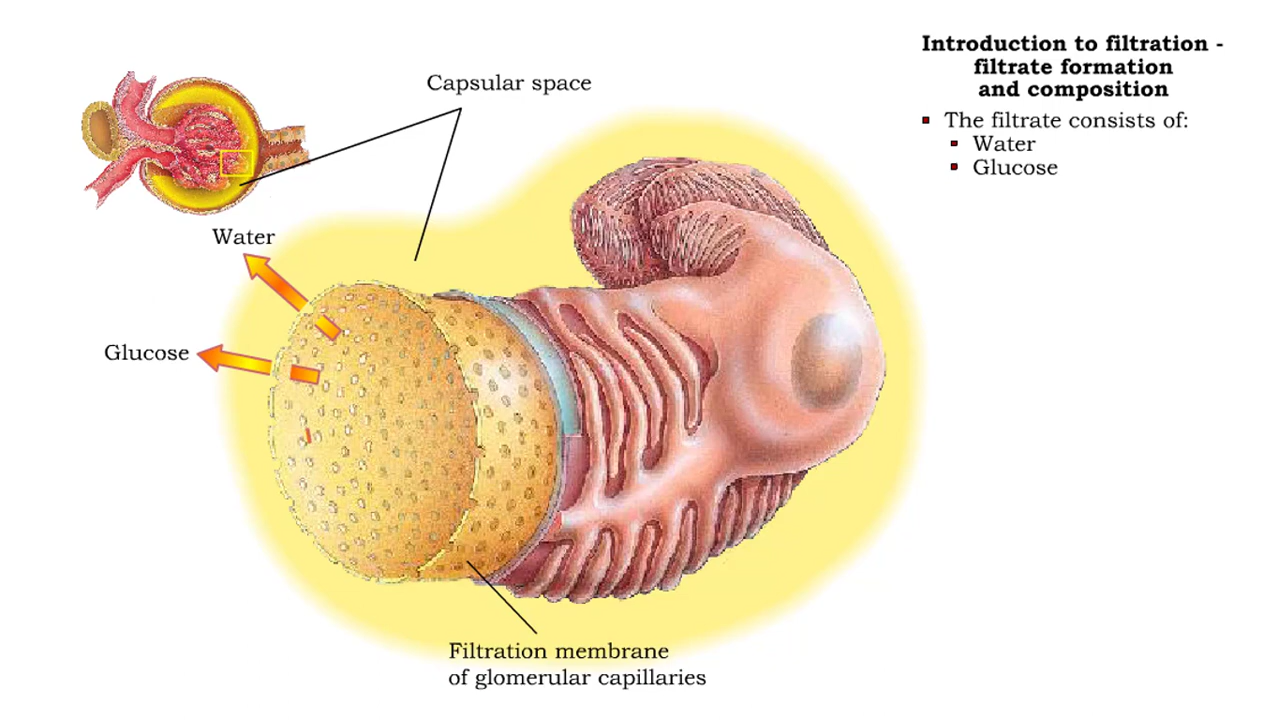 Introduction to filtration -
filtrate formation
and composition
The filtrate consists of:
Water
Glucose
Capsular space
Water
Glucose
Filtration membrane
of glomerular capillaries